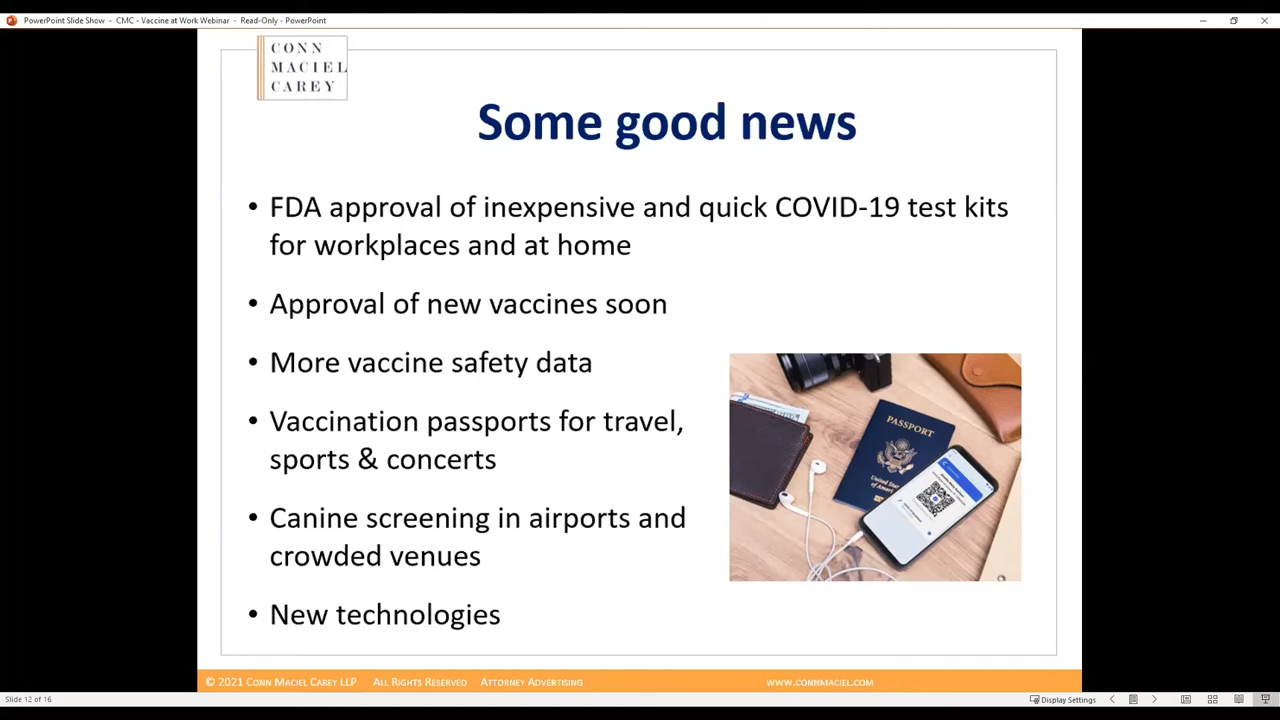 PowerPoint Slide Show - CMC - Vaccine at Work Webinar - Read-Only - PowerPoint
CONN
MACIEL
CAREY
Some good news
• FDA approval of inexpensive and quick COVID-19 test kits
for workplaces and at home
• Approval of new vaccines soon
• More vaccine safety data
• Vaccination passports for travel,
sports & concerts
• Canine screening in airports and
crowded venues
• New technologies
PASSPORT
United States
of America
© 2021 CONN MACIEL CAREY LLP ALL RIGHTS RESERVED ATTORNEY ADVERTISING WWW.CONNMACIEL.COM
Slide 12 of 16
Display Settings